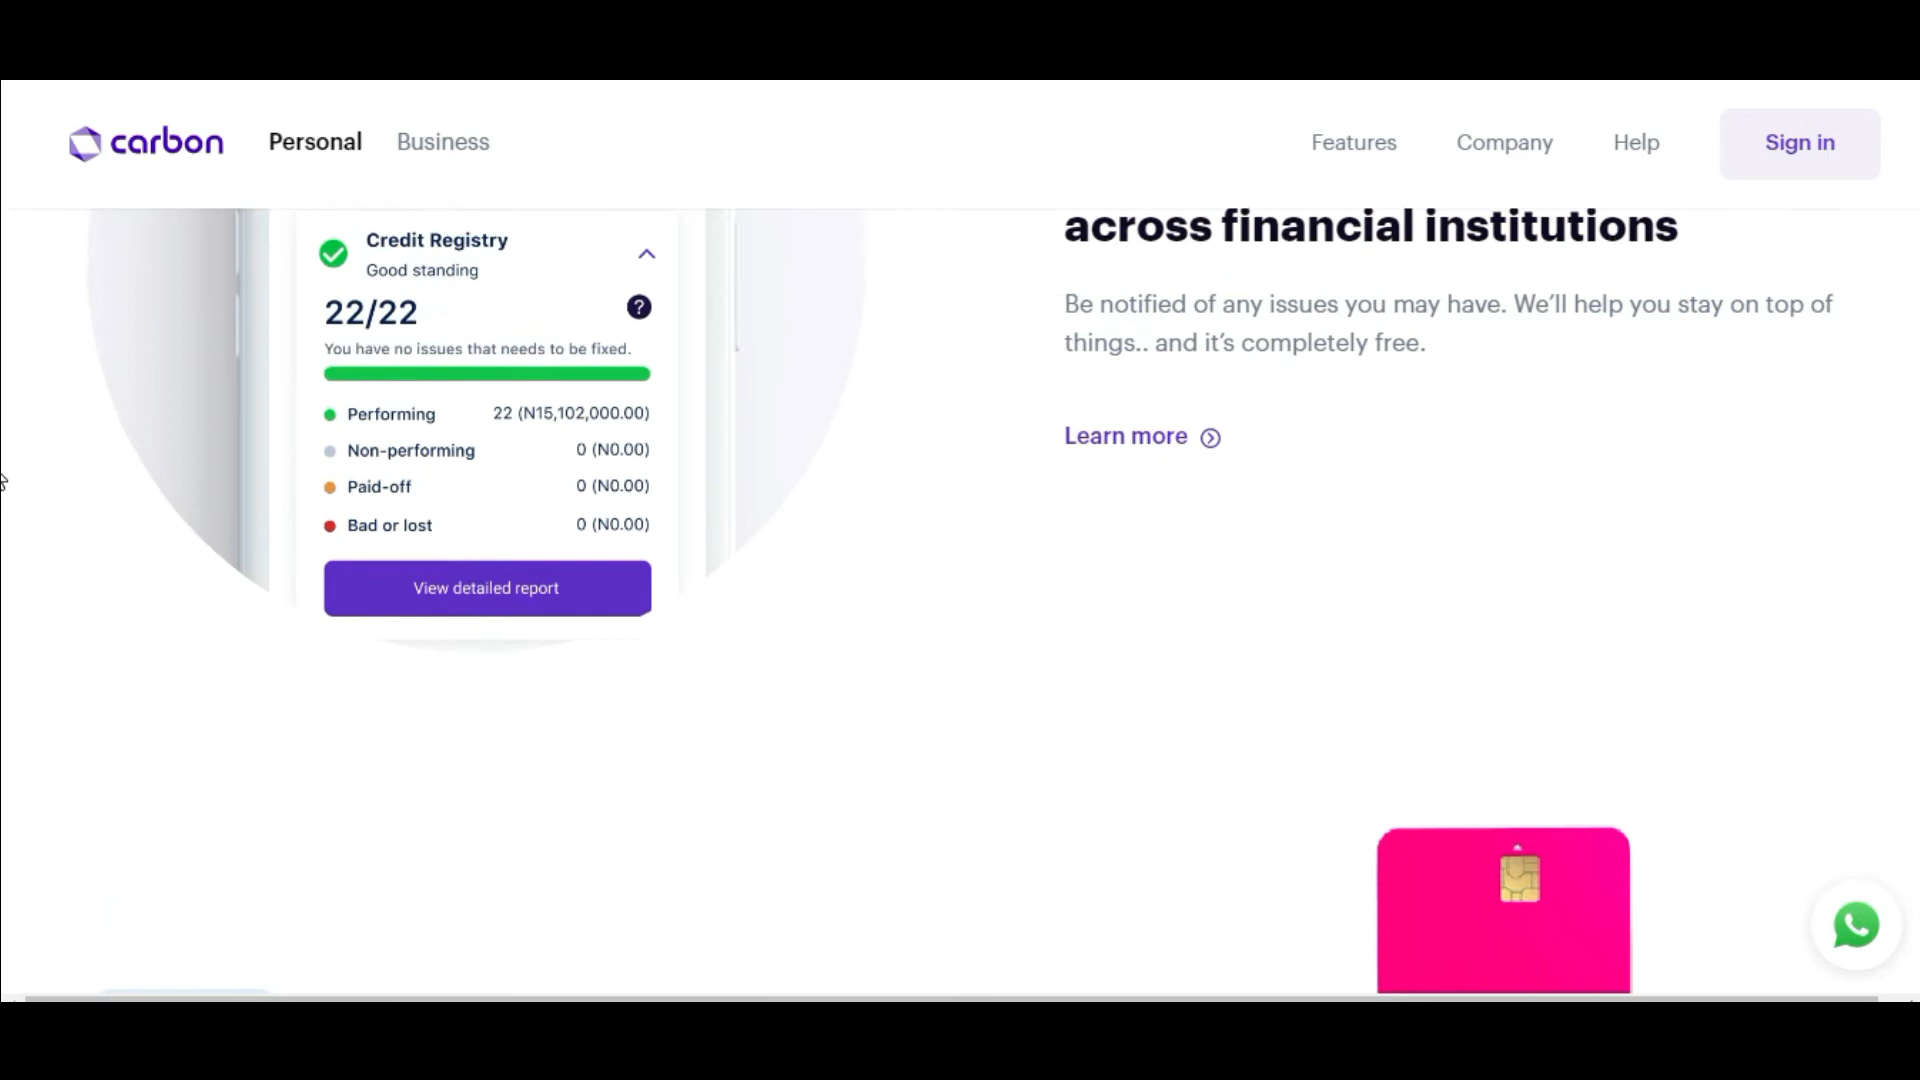 carbon
Personal
Business
Features
Company
Help
Sign in
Credit Registry
Good standing
22/22
?
You have no issues that needs to be fixed.
Performing 22 (N15,102,000.00)
Non-performing 0 (N0.00)
Paid-off 0 (N0.00)
Bad or lost 0 (N0.00)
View detailed report
across financial institutions
Be notified of any issues you may have. We’ll help you stay on top of
things.. and it’s completely free.
Learn more